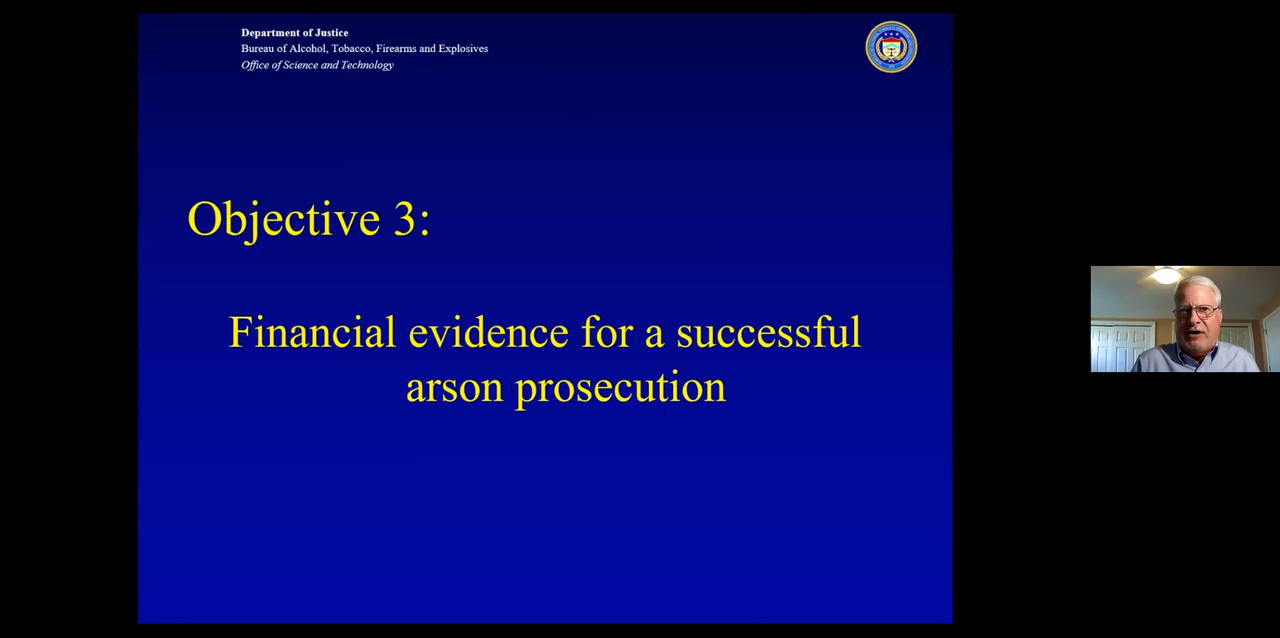 Department of Justice
Bureau of Alcohol, Tobacco, Firearms and Explosives
Office of Science and Technology
Objective 3:
Financial evidence for a successful
arson prosecution